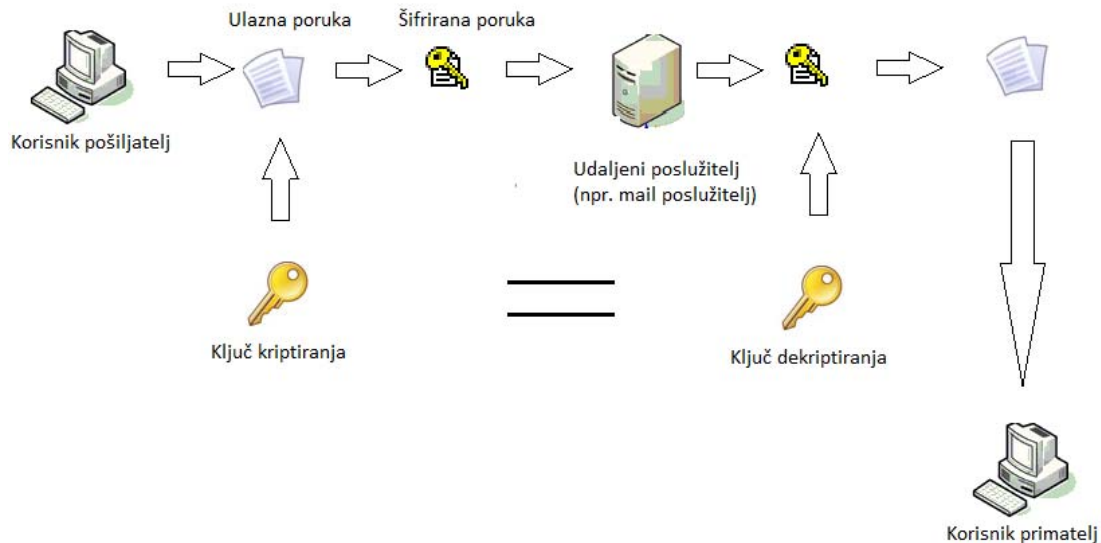 Ulazna poruka
Šifrirana poruka
Korisnik pošiljatelj
Udaljeni poslužitelj
(npr. mail poslužitelj)
Ključ kriptiranja
Ključ dekriptiranja
Korisnik primatelj